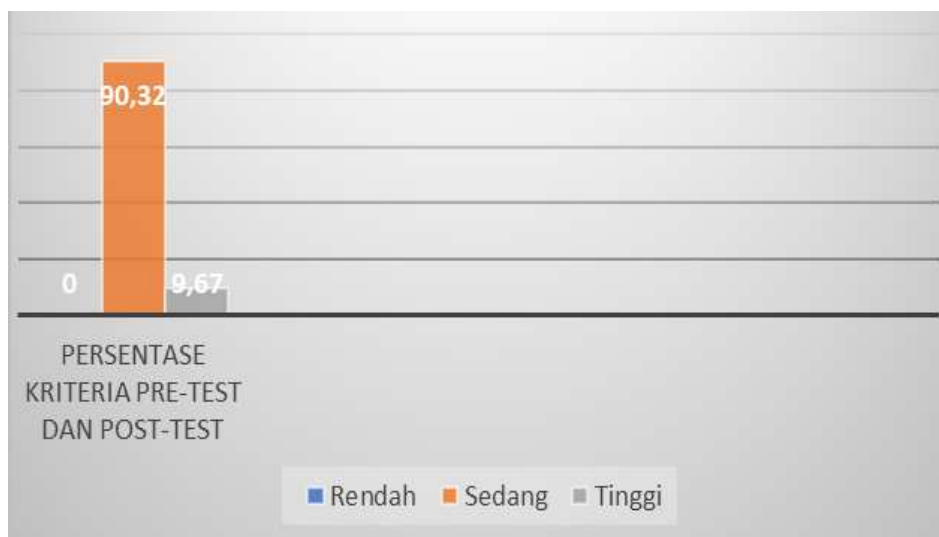 90,32
0
9,67
PERSENTASE
KRITERIA PRE-TEST
DAN POST-TEST
Rendah Sedang Tinggi